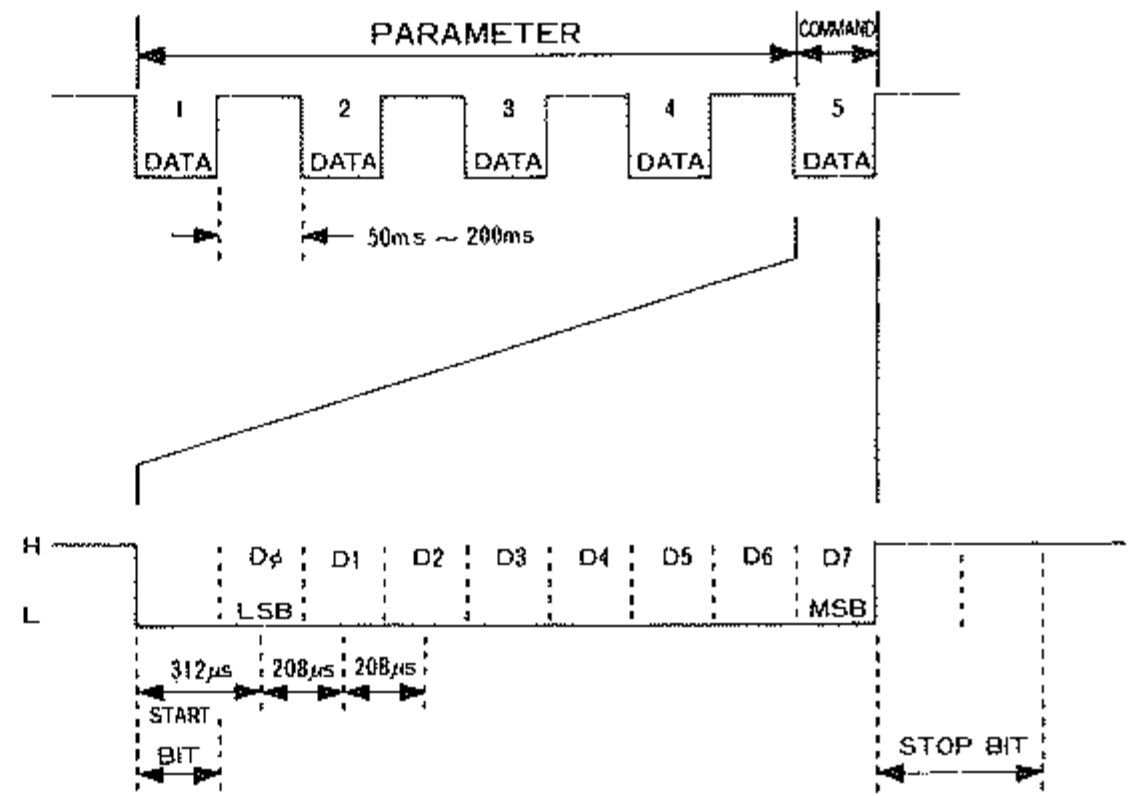 PARAMETER COMMAND
1 2 3 4 5
DATA DATA DATA DATA DATA
50ms ~ 200ms
H Dφ D1 D2 D3 D4 D5 D6 D7
L LSB MSB
312μs 208μs 208μs
START
BIT STOP BIT